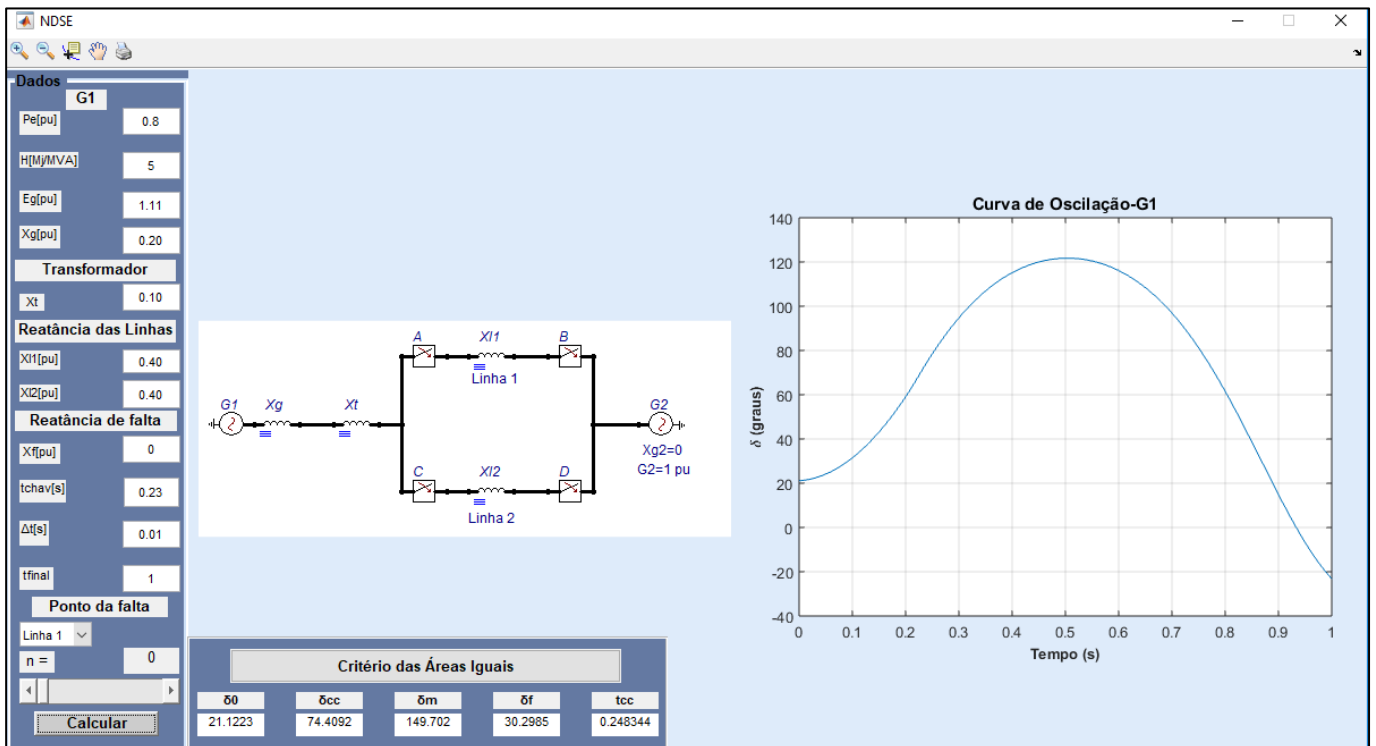 NDSE
Dados
G1
Pe[pu] 0.8
H[Mj/MVA] 5
Eg[pu] 1.11
Xg[pu] 0.20
Transformador
Xt 0.10
Reatância das Linhas
Xl1[pu] 0.40
Xl2[pu] 0.40
Reatância de falta
Xf[pu] 0
tchav[s] 0.23
Δt[s] 0.01
tfinal 1
Ponto da falta
Linha 1
n = 0
Calcular
A Xl1 B
Linha 1
G1 Xg Xt G2
Xg2=0
G2=1 pu
C Xl2 D
Linha 2
Critério das Áreas Iguais
δ0 δcc δm δf tcc
21.1223 74.4092 149.702 30.2985 0.248344
Curva de Oscilação-G1
140
120
100
80
60
40
20
0
-20
-40
δ (graus)
0 0.1 0.2 0.3 0.4 0.5 0.6 0.7 0.8 0.9 1
Tempo (s)